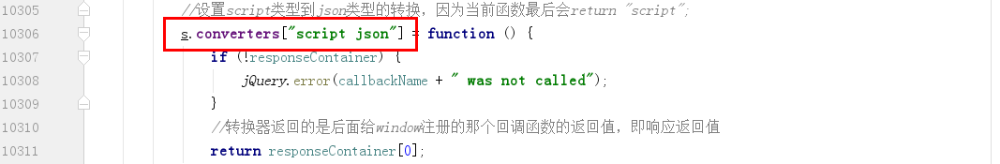 10305 //设置script类型到json类型的转换，因为当前函数最后会return "script";
10306 s.converters["script json"] = function () {
10307 if (!responseContainer) {
10308 jQuery.error(callbackName + " was not called");
10309 }
10310 //转换器返回的是后面给window注册的那个回调函数的返回值，即响应返回值
10311 return responseContainer[0];